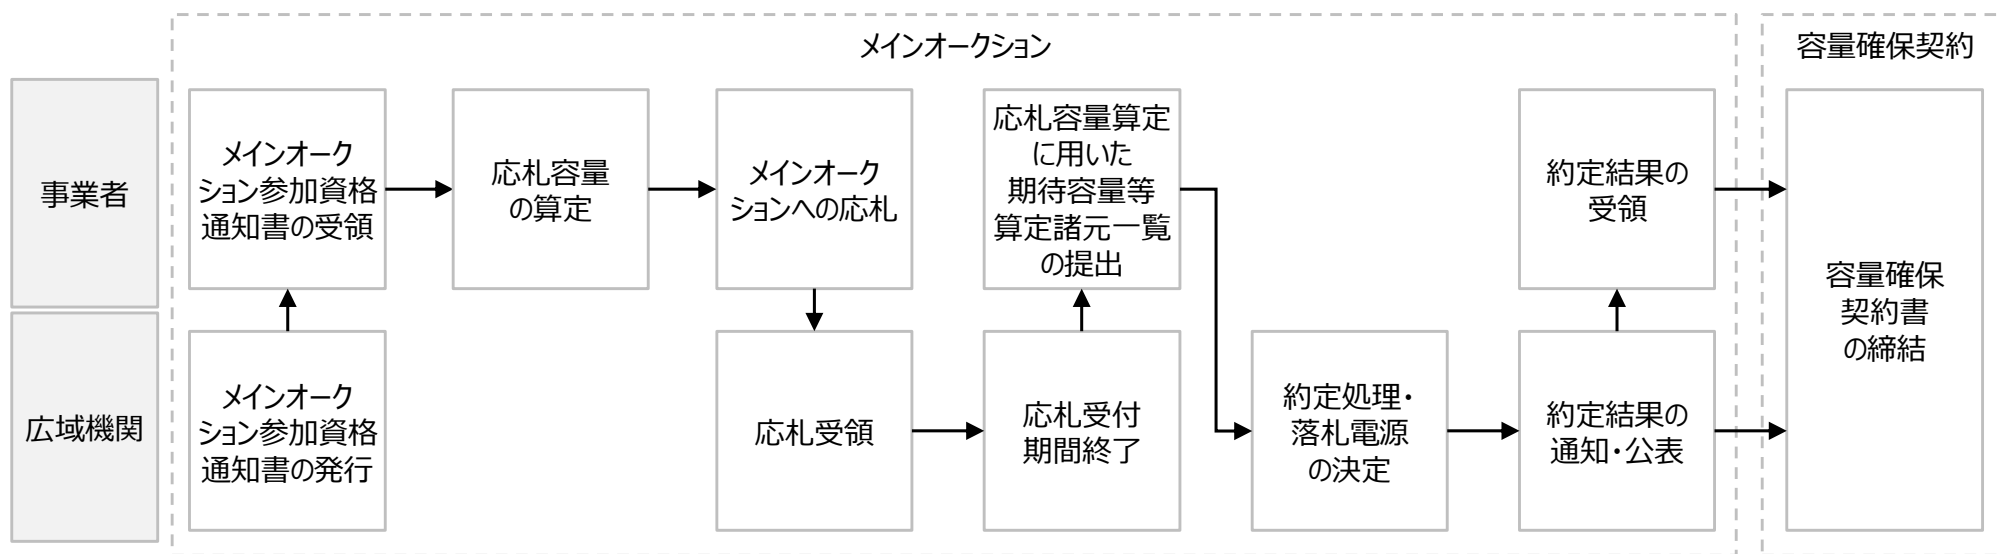 メインオークション
容量確保契約
事業者
メインオーク
ション参加資格
通知書の受領
応札容量
の算定
メインオーク
ションへの応札
応札容量算定
に用いた
期待容量等
算定諸元一覧
の提出
約定結果の
受領
容量確保
契約書
の締結
広域機関
メインオーク
ション参加資格
通知書の発行
応札受領
応札受付
期間終了
約定処理・
落札電源
の決定
約定結果の
通知・公表